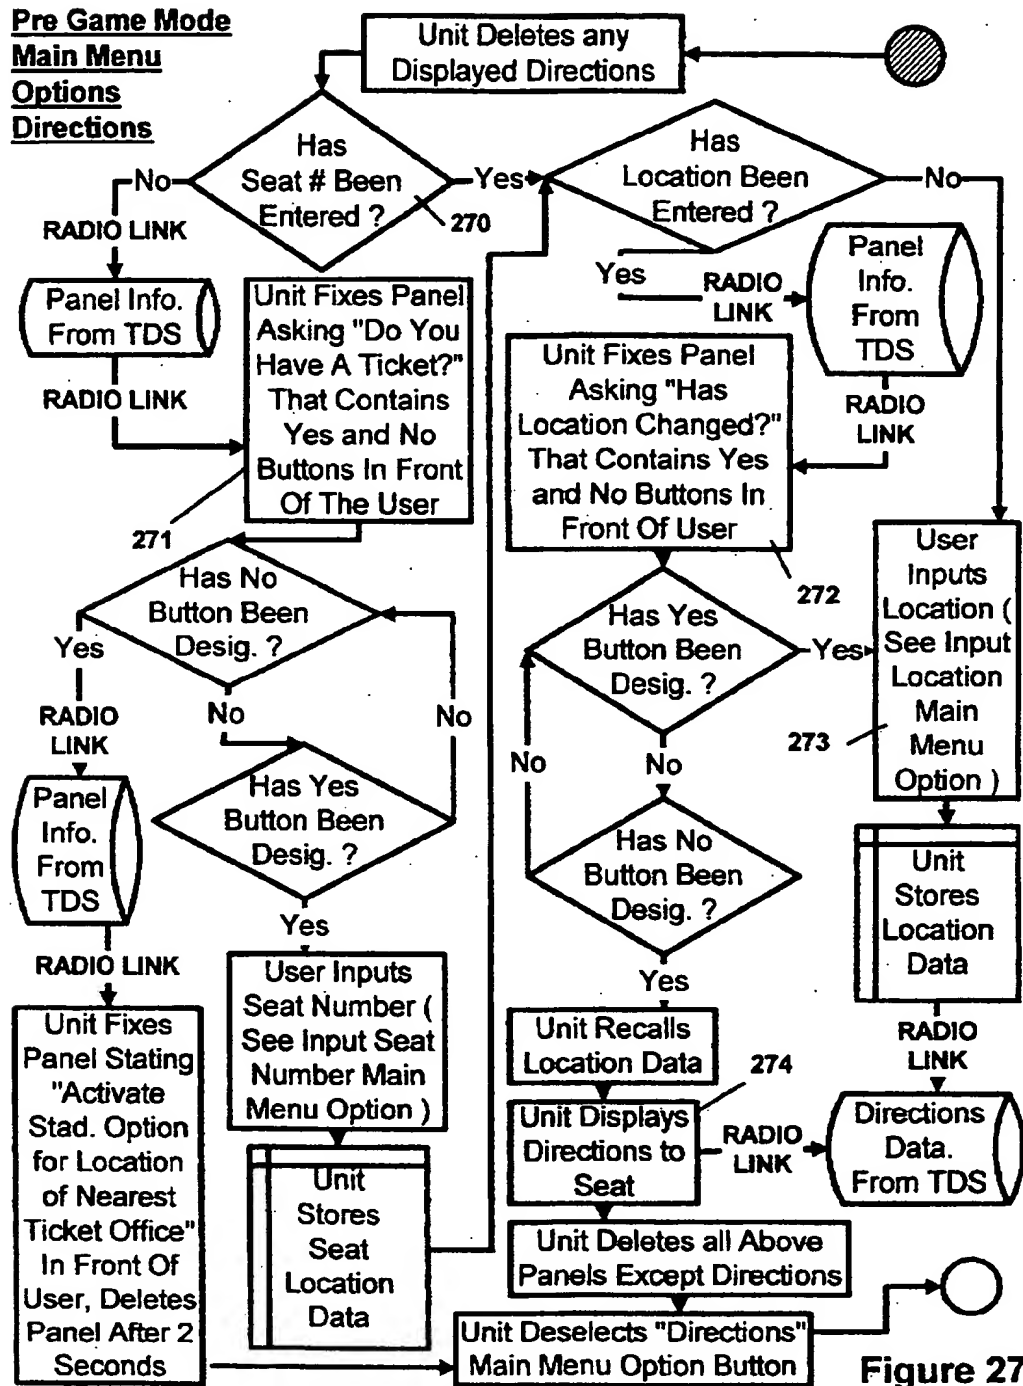 Pre Game Mode
Main Menu
Options
Directions
Unit Deletes any
Displayed Directions
Has
Seat # Been
Entered ?
270
No
Yes
Has
Location Been
Entered ?
No
Yes
RADIO LINK
Panel Info.
From TDS
RADIO LINK
Unit Fixes Panel
Asking "Do You
Have A Ticket?"
That Contains
Yes and No
Buttons In Front
Of The User
271
RADIO
LINK
Panel
Info.
From
TDS
RADIO
LINK
Unit Fixes Panel
Asking "Has
Location Changed?"
That Contains Yes
and No Buttons In
Front Of User
272
Has No
Button Been
Desig. ?
Yes
No
No
RADIO
LINK
Panel
Info.
From
TDS
RADIO LINK
Has Yes
Button Been
Desig. ?
Yes
Unit Fixes
Panel Stating
"Activate
Stad. Option
for Location
of Nearest
Ticket Office"
In Front Of
User, Deletes
Panel After 2
Seconds
User Inputs
Seat Number (
See Input Seat
Number Main
Menu Option )
Unit
Stores
Seat
Location
Data
Has Yes
Button Been
Desig. ?
Yes
No
No
Has No
Button Been
Desig. ?
Yes
User
Inputs
Location (
See Input
Location
Main
Menu
Option )
273
Unit
Stores
Location
Data
RADIO
LINK
Directions
Data.
From TDS
Unit Recalls
Location Data
274
Unit Displays
Directions to
Seat
RADIO
LINK
Unit Deletes all Above
Panels Except Directions
Unit Deselects "Directions"
Main Menu Option Button
Figure 27